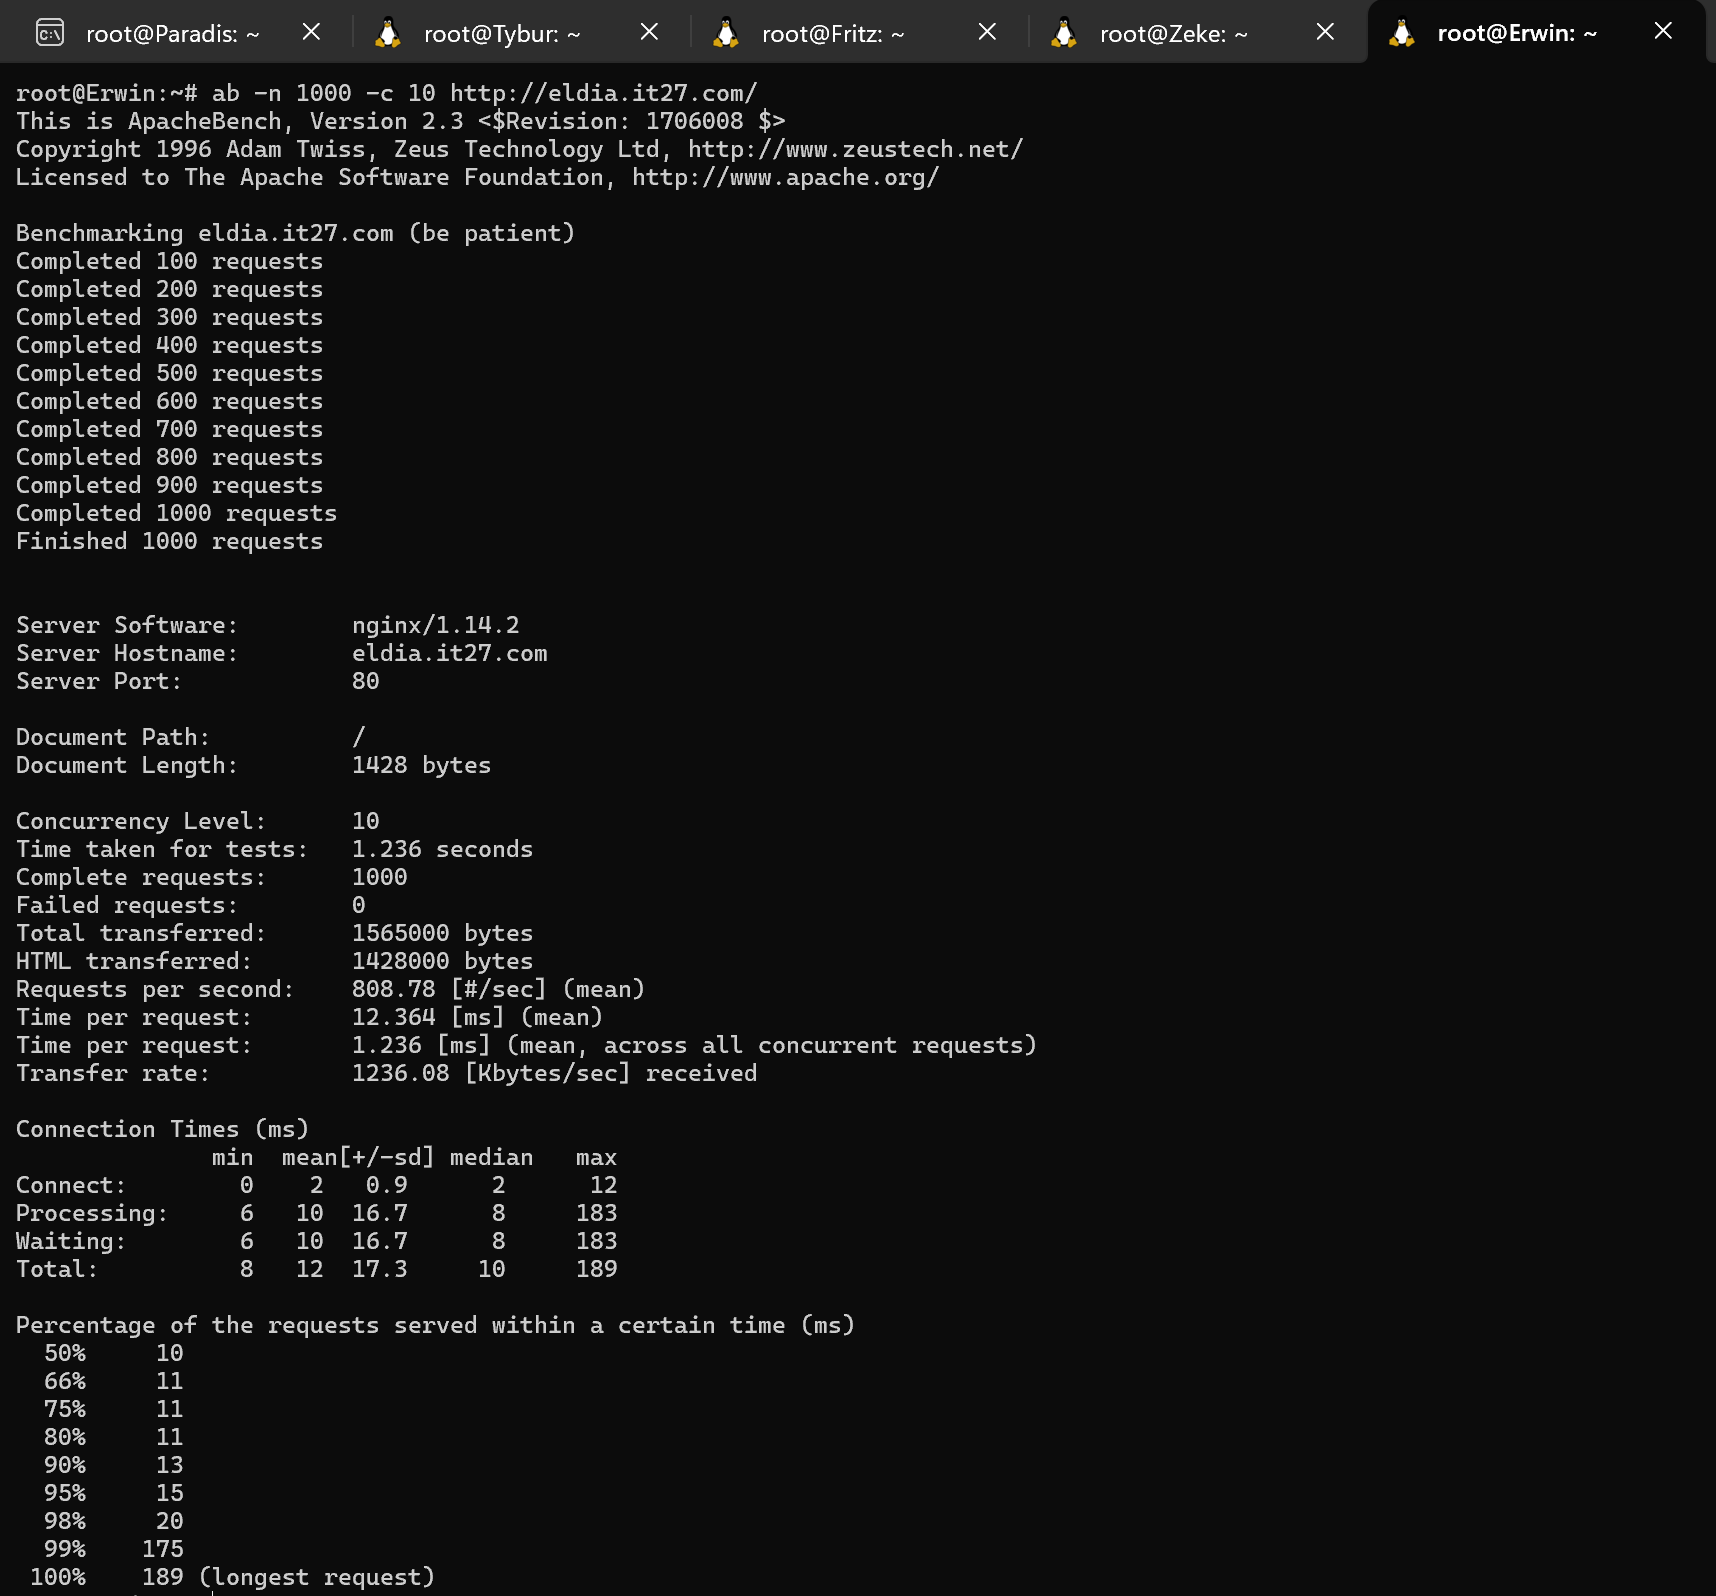 root@Paradis: ~ root@Tybur: ~ root@Fritz: ~ root@Zeke: ~ root@Erwin: ~
root@Erwin:~# ab -n 1000 -c 10 http://eldia.it27.com/
This is ApacheBench, Version 2.3 <$Revision: 1706008 $>
Copyright 1996 Adam Twiss, Zeus Technology Ltd, http://www.zeustech.net/
Licensed to The Apache Software Foundation, http://www.apache.org/

Benchmarking eldia.it27.com (be patient)
Completed 100 requests
Completed 200 requests
Completed 300 requests
Completed 400 requests
Completed 500 requests
Completed 600 requests
Completed 700 requests
Completed 800 requests
Completed 900 requests
Completed 1000 requests
Finished 1000 requests

Server Software:        nginx/1.14.2
Server Hostname:        eldia.it27.com
Server Port:            80

Document Path:          /
Document Length:        1428 bytes

Concurrency Level:      10
Time taken for tests:   1.236 seconds
Complete requests:      1000
Failed requests:        0
Total transferred:      1565000 bytes
HTML transferred:       1428000 bytes
Requests per second:    808.78 [#/sec] (mean)
Time per request:       12.364 [ms] (mean)
Time per request:       1.236 [ms] (mean, across all concurrent requests)
Transfer rate:          1236.08 [Kbytes/sec] received

Connection Times (ms)
              min  mean[+/-sd] median   max
Connect:        0    2   0.9      2      12
Processing:     6   10  16.7      8     183
Waiting:        6   10  16.7      8     183
Total:          8   12  17.3     10     189

Percentage of the requests served within a certain time (ms)
  50%     10
  66%     11
  75%     11
  80%     11
  90%     13
  95%     15
  98%     20
  99%    175
 100%    189 (longest request)